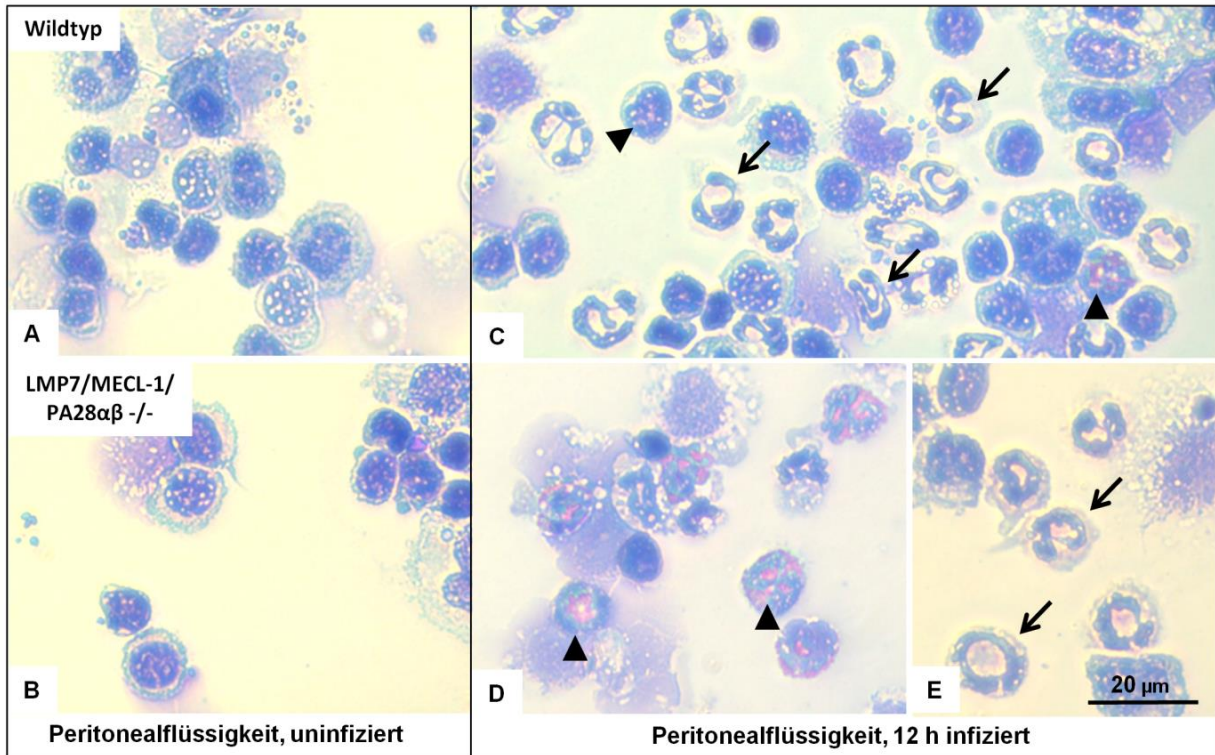 Wildtyp
A
C
LMP7/MECL-1/
PA28αβ -/-
B
D
E
20 µm
Peritonealflüssigkeit, uninfiziert
Peritonealflüssigkeit, 12 h infiziert